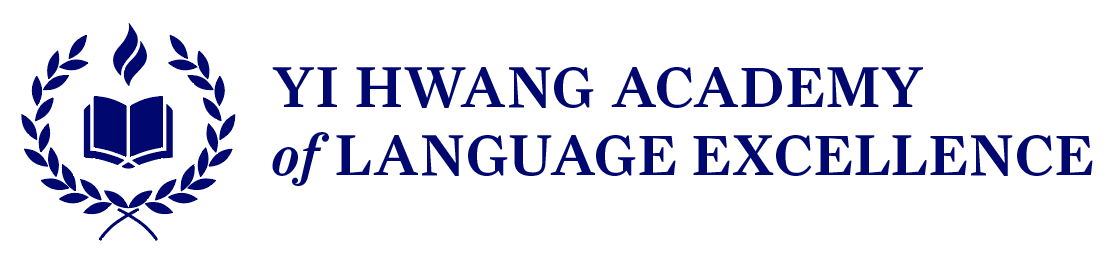 YI HWANG ACADEMY
of LANGUAGE EXCELLENCE